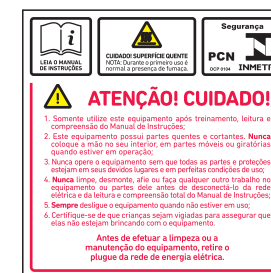 LEIA O MANUAL
DE INSTRUÇÕES
CUIDADO! SUPERFÍCIE QUENTE
NOTA: Durante o primeiro uso é
normal a presença de fumaça.
Segurança
PCN
OCP 0104
INMET
ATENÇÃO! CUIDADO!
1. Somente utilize este equipamento após treinamento, leitura e
compreensão do Manual de Instruções;
2. Este equipamento possui partes quentes e cortantes. Nunca
coloque a mão no seu interior, em partes móveis ou giratórias
quando estiver em operação;
3. Nunca opere o equipamento sem que todas as partes e proteções
estejam em seus devidos lugares e em perfeitas condições de uso;
4. Nunca limpe, desmonte, afie ou faça qualquer outro trabalho no
equipamento ou partes dele antes de desconectá-lo da rede
elétrica e da leitura e compreensão total do Manual de Instruções;
5. Sempre desligue o equipamento quando não estiver em uso;
6. Certifique-se de que crianças sejam vigiadas para assegurar que
elas não estejam brincando com o equipamento.
Antes de efetuar a limpeza ou a
manutenção do equipamento, retire o
plugue da rede de energia elétrica.